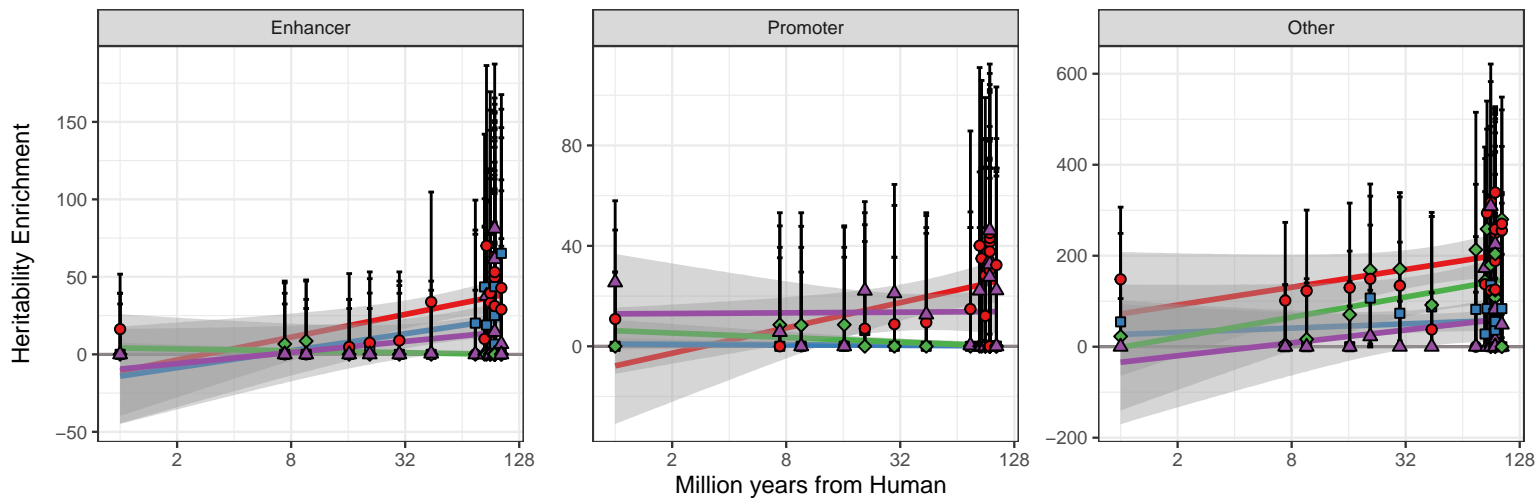 Enhancer Promoter Other
Heritability Enrichment
150
100
50
0
−50
80
40
0
600
400
200
0
−200
2 8 32 128
2 8 32 128
2 8 32 128
Million years from Human